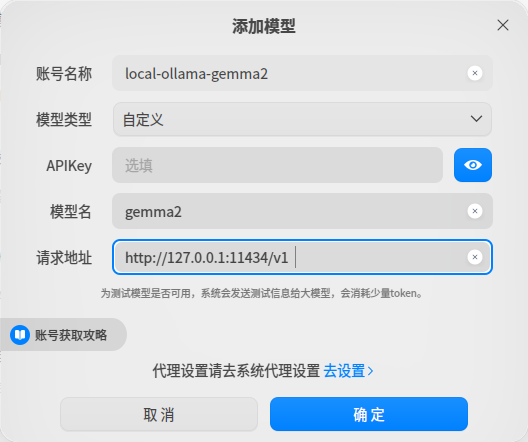 添加模型
账号名称 local-ollama-gemma2
模型类型 自定义
APIKey 选填
模型名 gemma2
请求地址 http://127.0.0.1:11434/v1
为测试模型是否可用，系统会发送测试信息给大模型，会消耗少量token。
账号获取攻略
代理设置请去系统代理设置 去设置
取消 确定